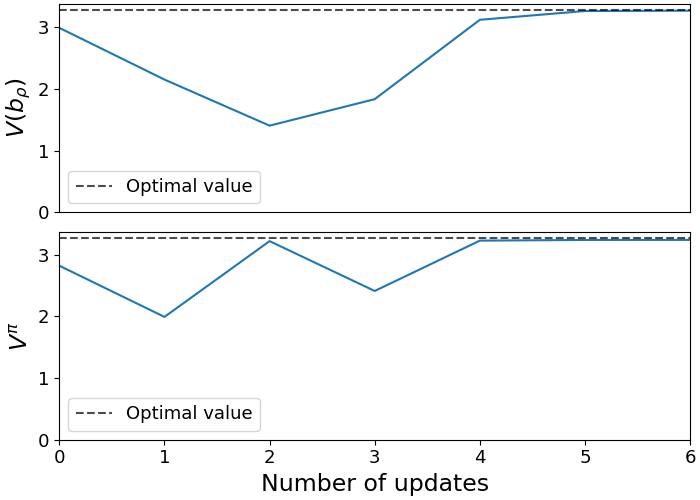 3
2
1
0
V(b_ρ)
Optimal value
3
2
1
0
V^π
Optimal value
0 1 2 3 4 5 6
Number of updates